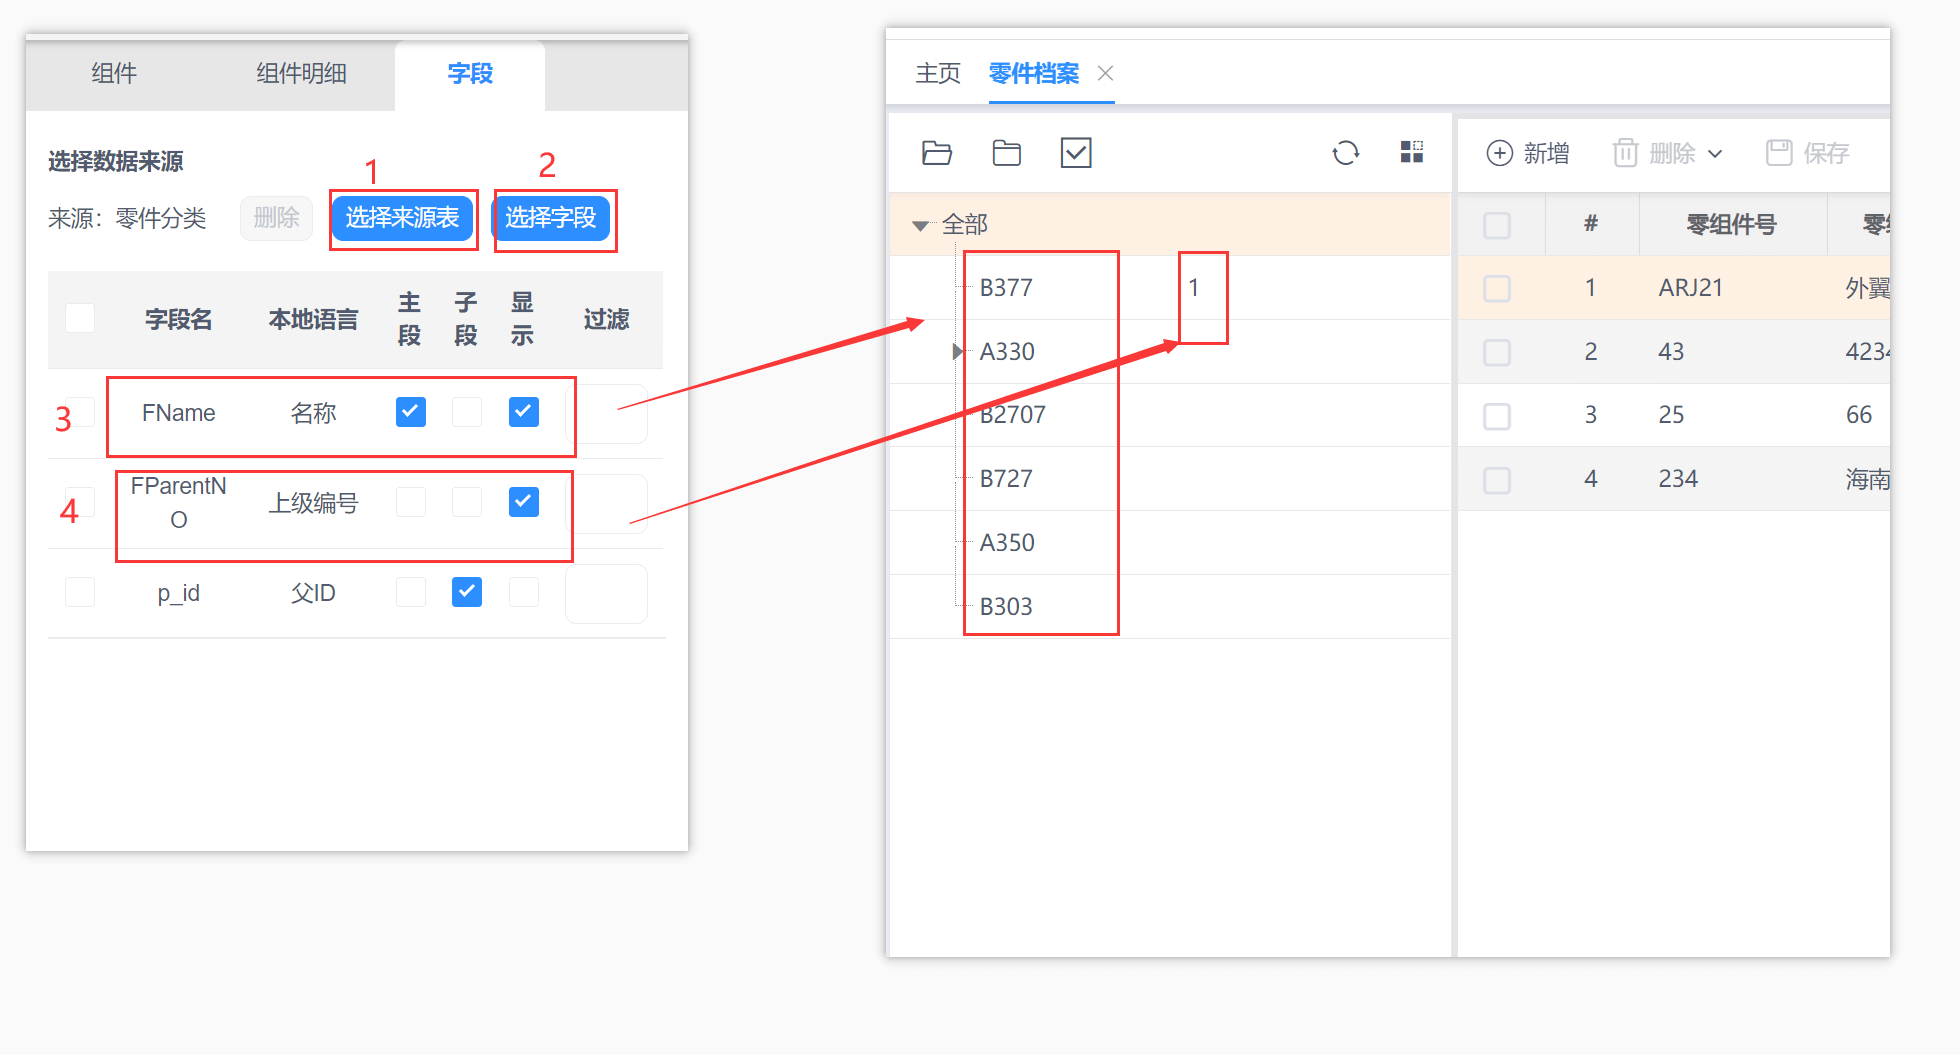 组件 组件明细 字段
选择数据来源
1 2
来源：零件分类 删除 选择来源表 选择字段
字段名 本地语言 主段 子段 显示 过滤
3 FName 名称
4 FParentNO 上级编号
p_id 父ID
主页 零件档案
新增 删除 保存
全部
B377 1
A330
B2707
B727
A350
B303
# 零组件号 零
1 ARJ21 外翼
2 43 4234
3 25 66
4 234 海南